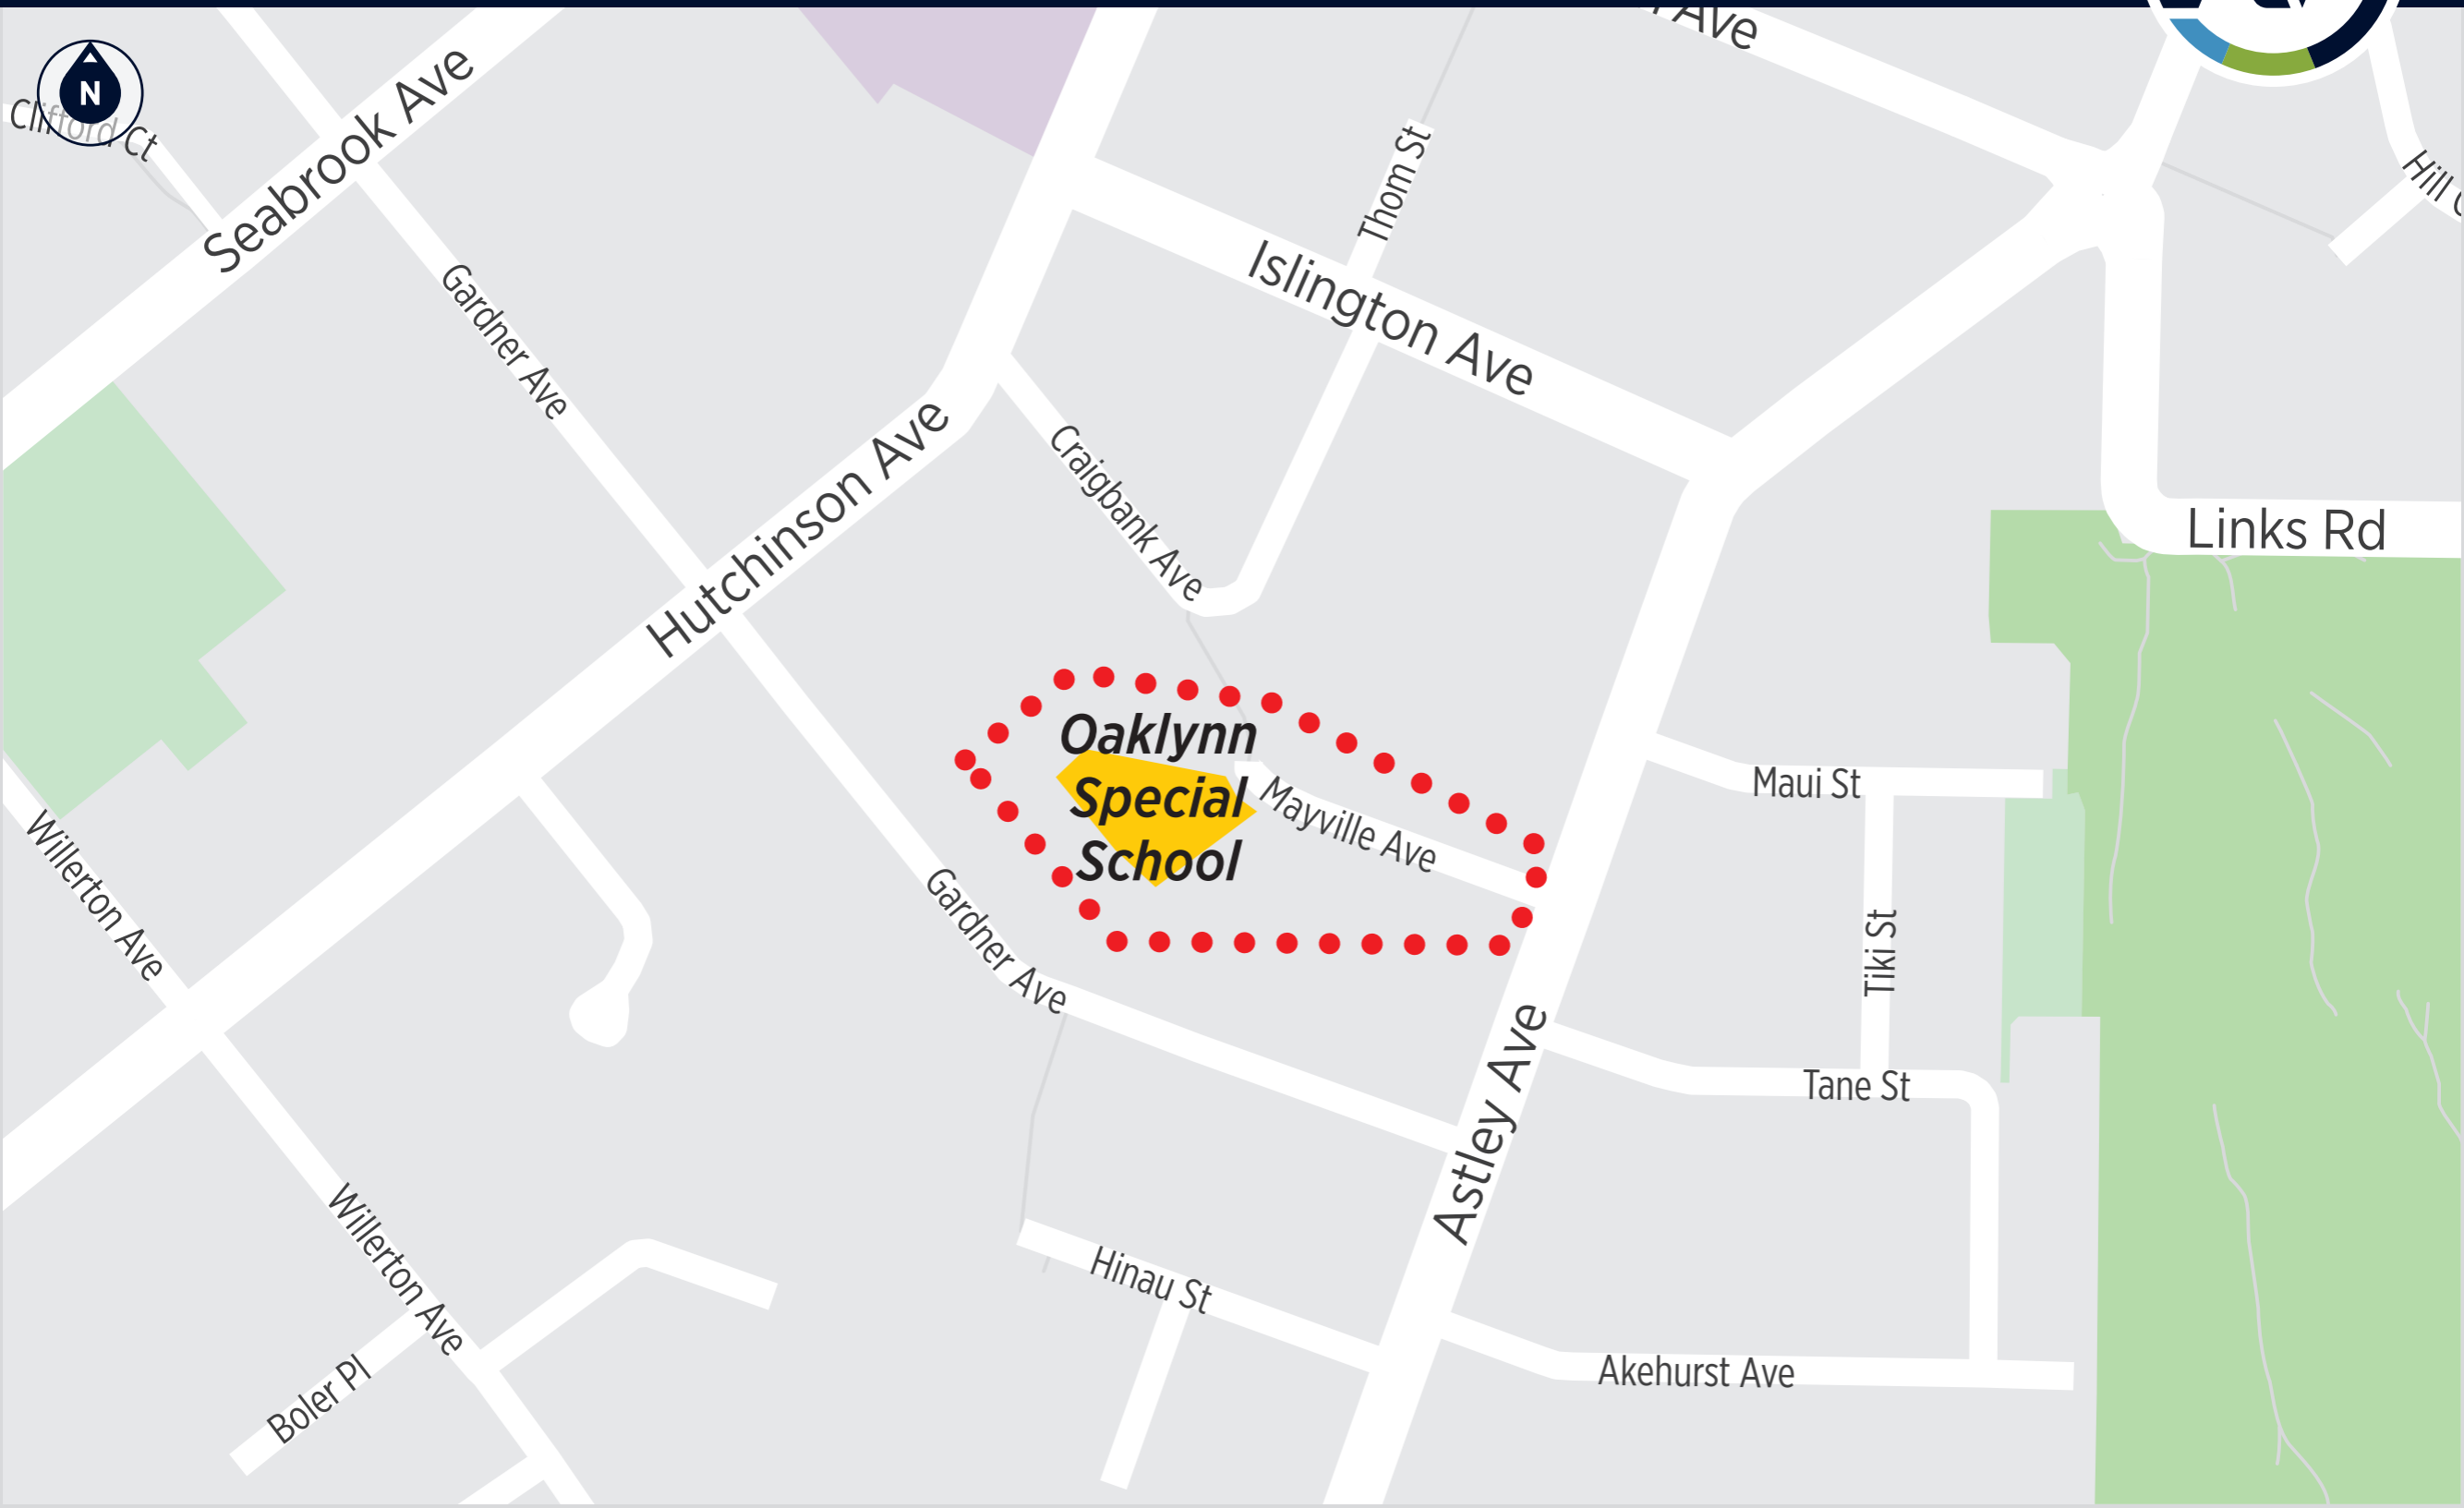 Ave
N
Clifford Ct
Seabrook Ave
Thom St
Hill
Gardner Ave
Islington Ave
Hutchinson Ave
Craigbank Ave
Links Rd
Oaklynn
Special
School
Mayville Ave
Maui St
Willerton Ave
Gardner Ave
Tiki St
Astley Ave
Tane St
Willerton Ave
Hinau St
Boler Pl
Akehurst Ave